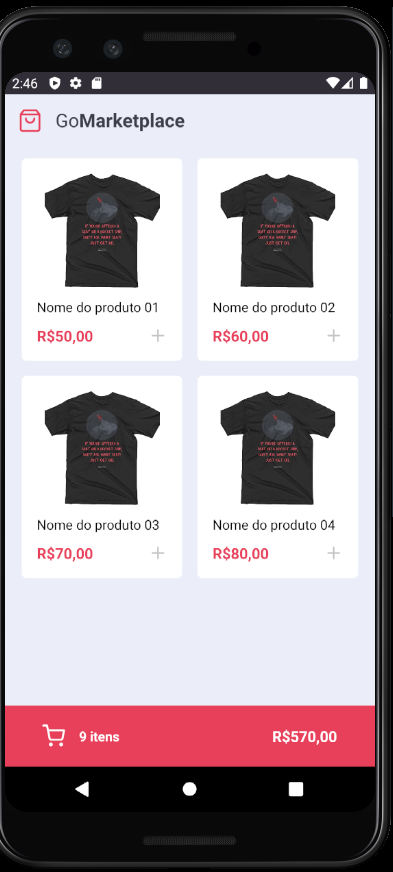 2:46
GoMarketplace
Nome do produto 01
Nome do produto 02
R$50,00 +
R$60,00 +
Nome do produto 03
Nome do produto 04
R$70,00 +
R$80,00 +
9 itens
R$570,00